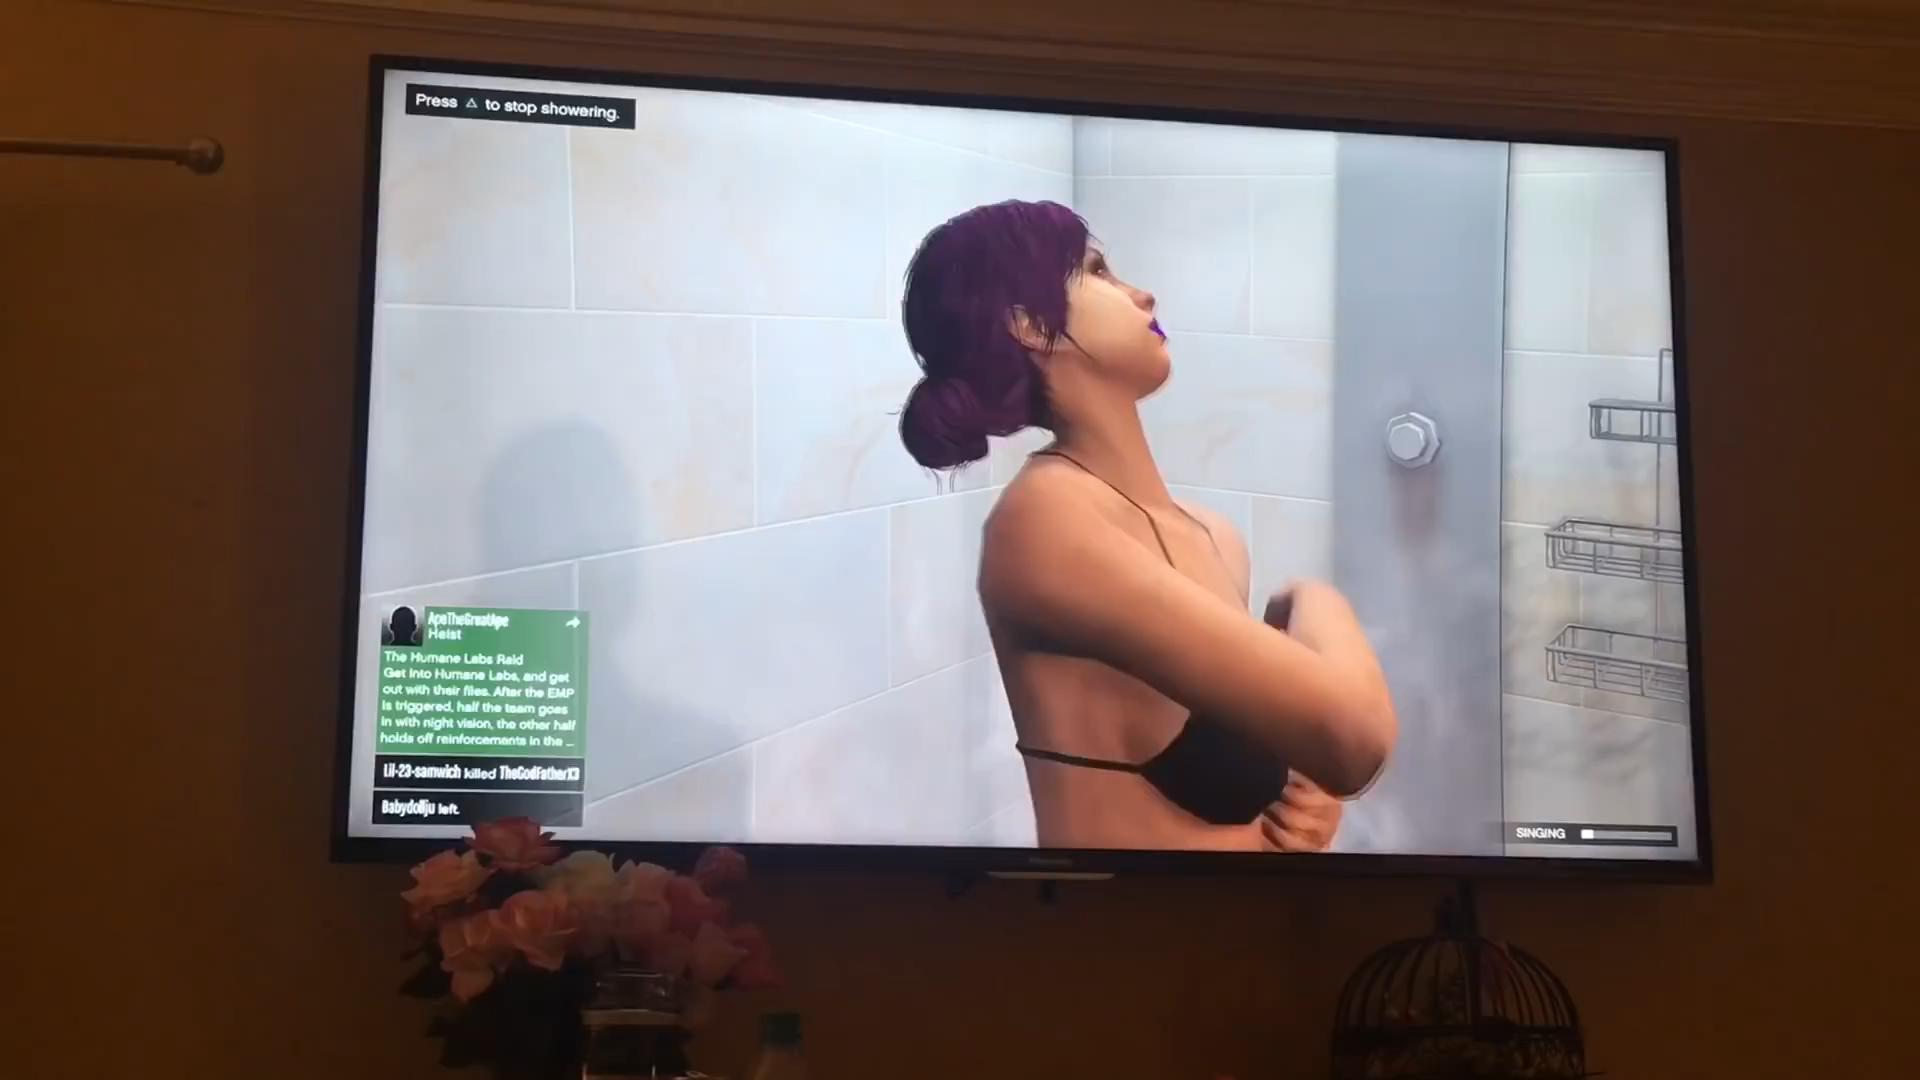 Press △ to stop showering.
ApeTheGreatApe
Heist
The Humane Labs Raid
Get into Humane Labs, and get
out with their files. After the EMP
is triggered, half the team goes
in with night vision, the other half
holds off reinforcements in the ...
Lil-23-samwich killed TheGodFatherX3
Babydollju left.
SINGING